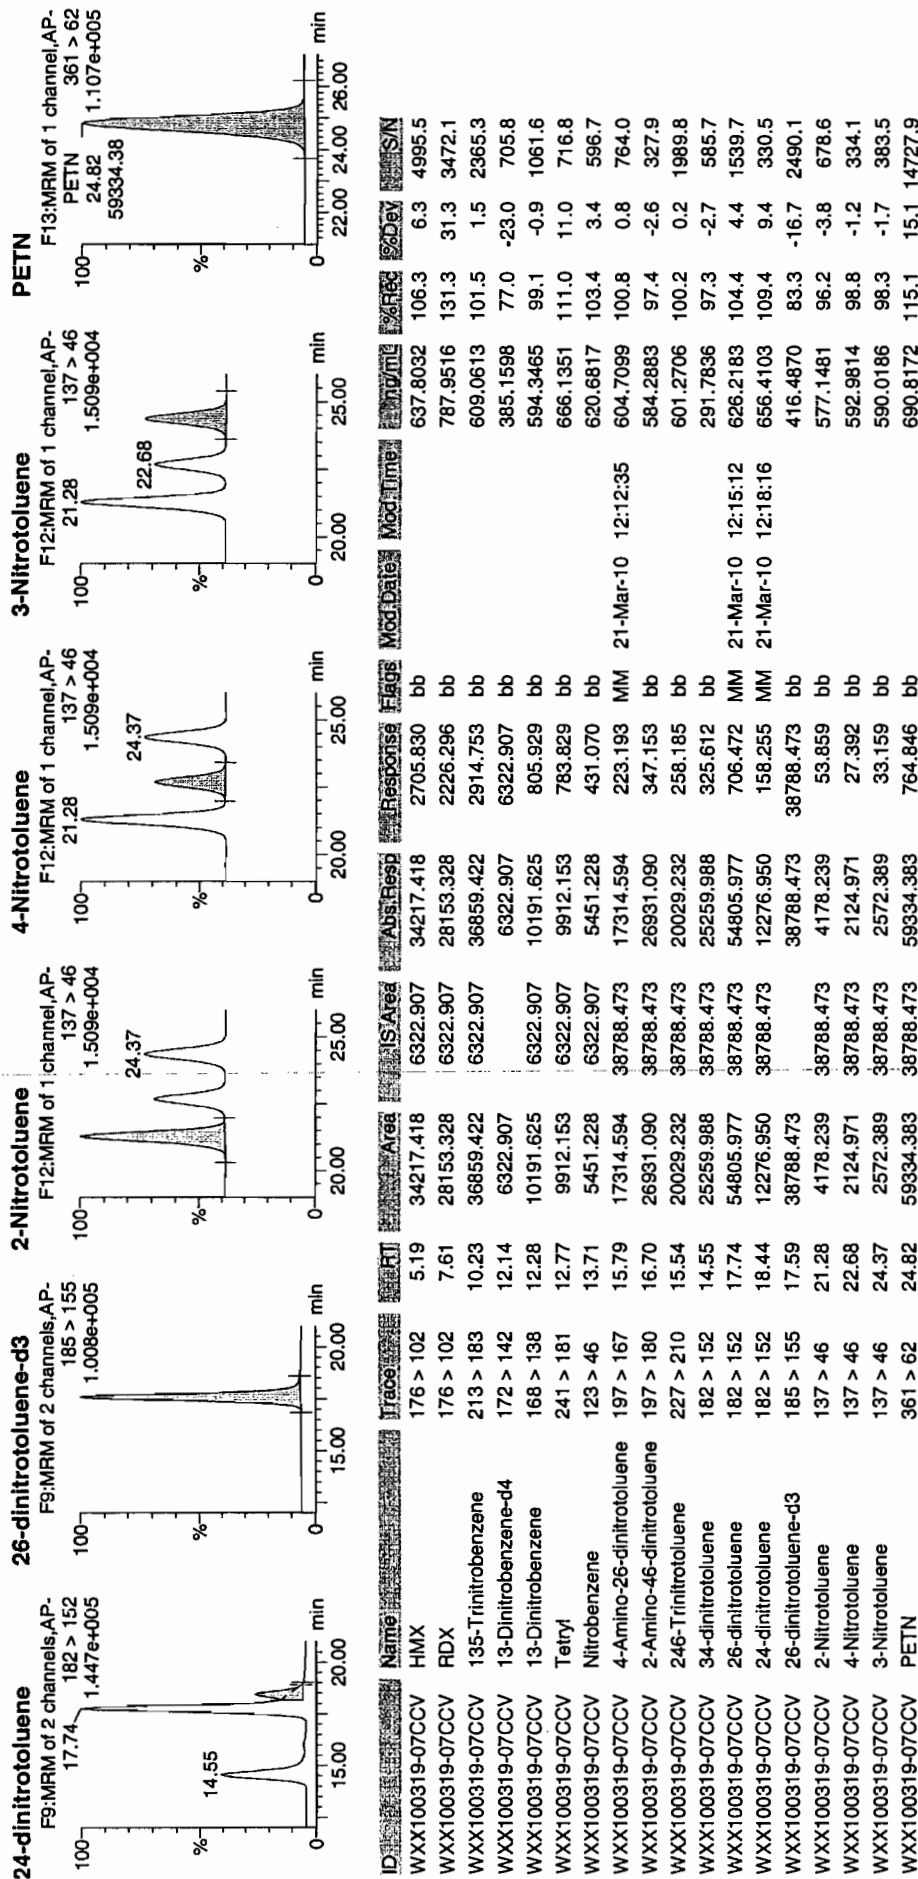 24-dinitrotoluene
F9:MRM of 2 channels,AP-
182 > 152
1.447e+005
100
17.74
%
14.55
0
15.00 20.00 min
26-dinitrotoluene-d3
F9:MRM of 2 channels,AP-
185 > 155
1.008e+005
100
%
0
15.00 20.00 min
2-Nitrotoluene
F12:MRM of 1 channel,AP-
137 > 46
1.509e+004
100
24.37
%
0
20.00 25.00 min
4-Nitrotoluene
F12:MRM of 1 channel,AP-
137 > 46
1.509e+004
100
21.28
24.37
%
0
20.00 25.00 min
3-Nitrotoluene
F12:MRM of 1 channel,AP-
137 > 46
1.509e+004
100
21.28
22.68
%
0
20.00 25.00 min
PETN
F13:MRM of 1 channel,AP-
361 > 62
1.107e+005
PETN
24.82
59334.38
100
%
0
22.00 24.00 26.00 min
ID Name Trace RT Area IS Area Abs.Resp Response Flags Mod.Date Mod.Time ng/mL %Rec %Dev S/N
WXX100319-07CCV HMX 176 > 102 5.19 34217.418 6322.907 34217.418 2705.830 bb 637.8032 106.3 6.3 4995.5
WXX100319-07CCV RDX 176 > 102 7.61 28153.328 6322.907 28153.328 2226.296 bb 787.9516 131.3 31.3 3472.1
WXX100319-07CCV 135-Trinitrobenzene 213 > 183 10.23 36859.422 6322.907 36859.422 2914.753 bb 609.0613 101.5 1.5 2365.3
WXX100319-07CCV 13-Dinitrobenzene-d4 172 > 142 12.14 6322.907 6322.907 6322.907 bb 385.1598 77.0 -23.0 705.8
WXX100319-07CCV 13-Dinitrobenzene 168 > 138 12.28 10191.625 6322.907 10191.625 805.929 bb 594.3465 99.1 -0.9 1061.6
WXX100319-07CCV Tetryl 241 > 181 12.77 9912.153 6322.907 9912.153 783.829 bb 666.1351 111.0 11.0 716.8
WXX100319-07CCV Nitrobenzene 123 > 46 13.71 5451.228 6322.907 5451.228 431.070 bb 620.6817 103.4 3.4 596.7
WXX100319-07CCV 4-Amino-26-dinitrotoluene 197 > 167 15.79 17314.594 38788.473 17314.594 223.193 MM 21-Mar-10 12:12:35 604.7099 100.8 0.8 764.0
WXX100319-07CCV 2-Amino-46-dinitrotoluene 197 > 180 16.70 26931.090 38788.473 26931.090 347.153 bb 584.2883 97.4 -2.6 327.9
WXX100319-07CCV 246-Trinitrotoluene 227 > 210 15.54 20029.232 38788.473 20029.232 258.185 bb 601.2706 100.2 0.2 1989.8
WXX100319-07CCV 34-dinitrotoluene 182 > 152 14.55 25259.988 38788.473 25259.988 325.612 bb 291.7836 97.3 -2.7 585.7
WXX100319-07CCV 26-dinitrotoluene 182 > 152 17.74 54805.977 38788.473 54805.977 706.472 MM 21-Mar-10 12:15:12 626.2183 104.4 4.4 1539.7
WXX100319-07CCV 24-dinitrotoluene 182 > 152 18.44 12276.950 38788.473 12276.950 158.255 MM 21-Mar-10 12:18:16 656.4103 109.4 9.4 330.5
WXX100319-07CCV 26-dinitrotoluene-d3 185 > 155 17.59 38788.473 38788.473 38788.473 bb 416.4870 83.3 -16.7 2490.1
WXX100319-07CCV 2-Nitrotoluene 137 > 46 21.28 4178.239 38788.473 4178.239 53.859 bb 577.1481 96.2 -3.8 678.6
WXX100319-07CCV 4-Nitrotoluene 137 > 46 22.68 2124.971 38788.473 2124.971 27.392 bb 592.9814 98.8 -1.2 334.1
WXX100319-07CCV 3-Nitrotoluene 137 > 46 24.37 2572.389 38788.473 2572.389 33.159 bb 590.0186 98.3 -1.7 383.5
WXX100319-07CCV PETN 361 > 62 24.82 59334.383 38788.473 59334.383 764.846 bb 690.8172 115.1 15.1 14727.9